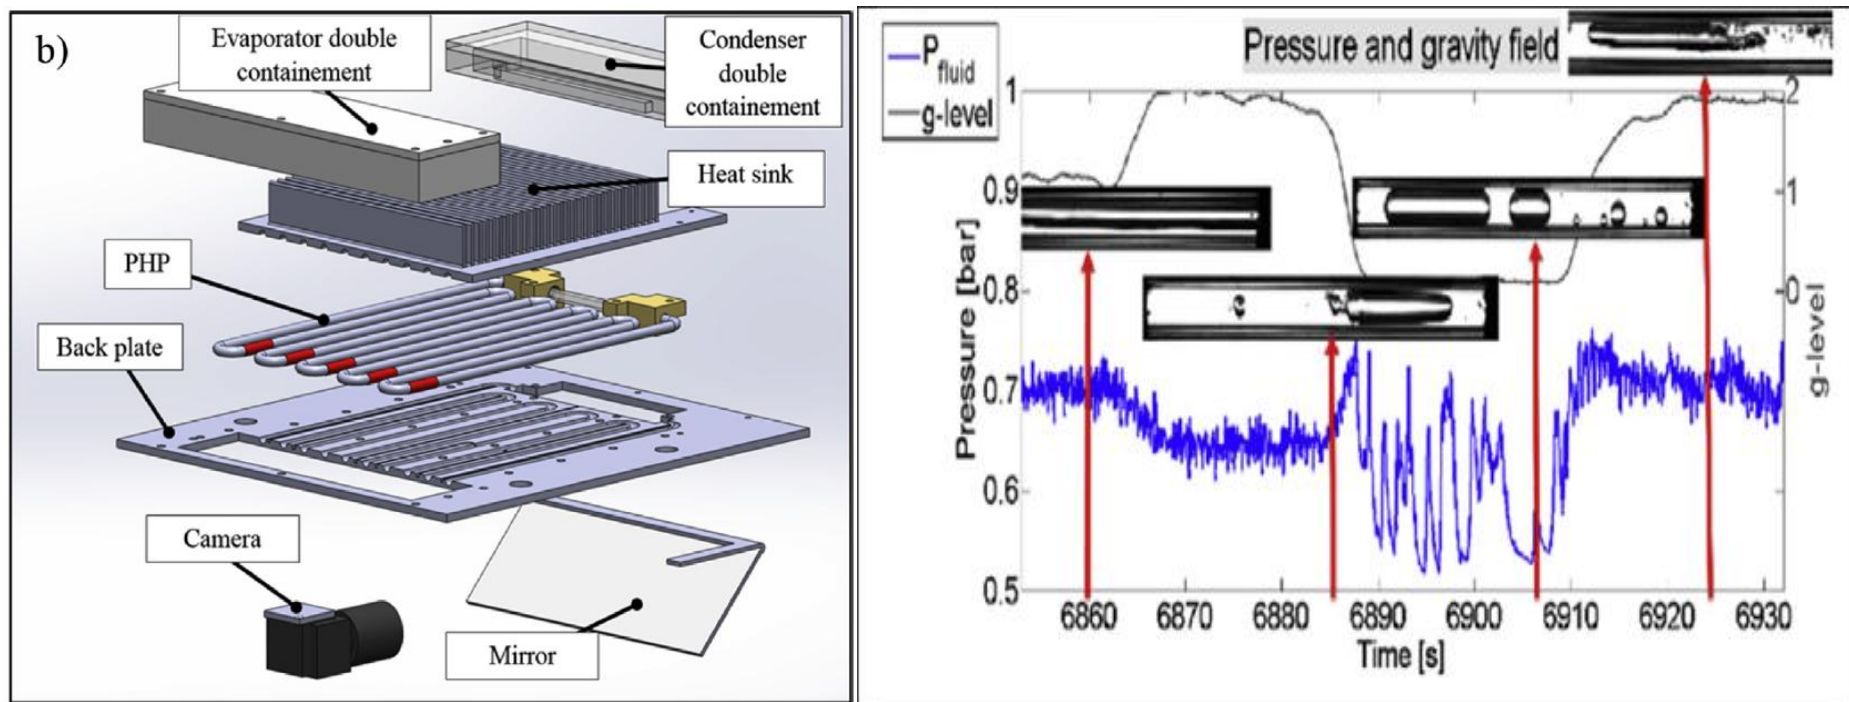 b)
Evaporator double
containement
Condenser
double
containement
Heat sink
PHP
Back plate
Camera
Mirror
P
fluid
g-level
Pressure and gravity field
1
0.9
0.8
0.7
0.6
0.5
Pressure [bar]
2
1
0
g-level
6860 6870 6880 6890 6900 6910 6920 6930
Time [s]